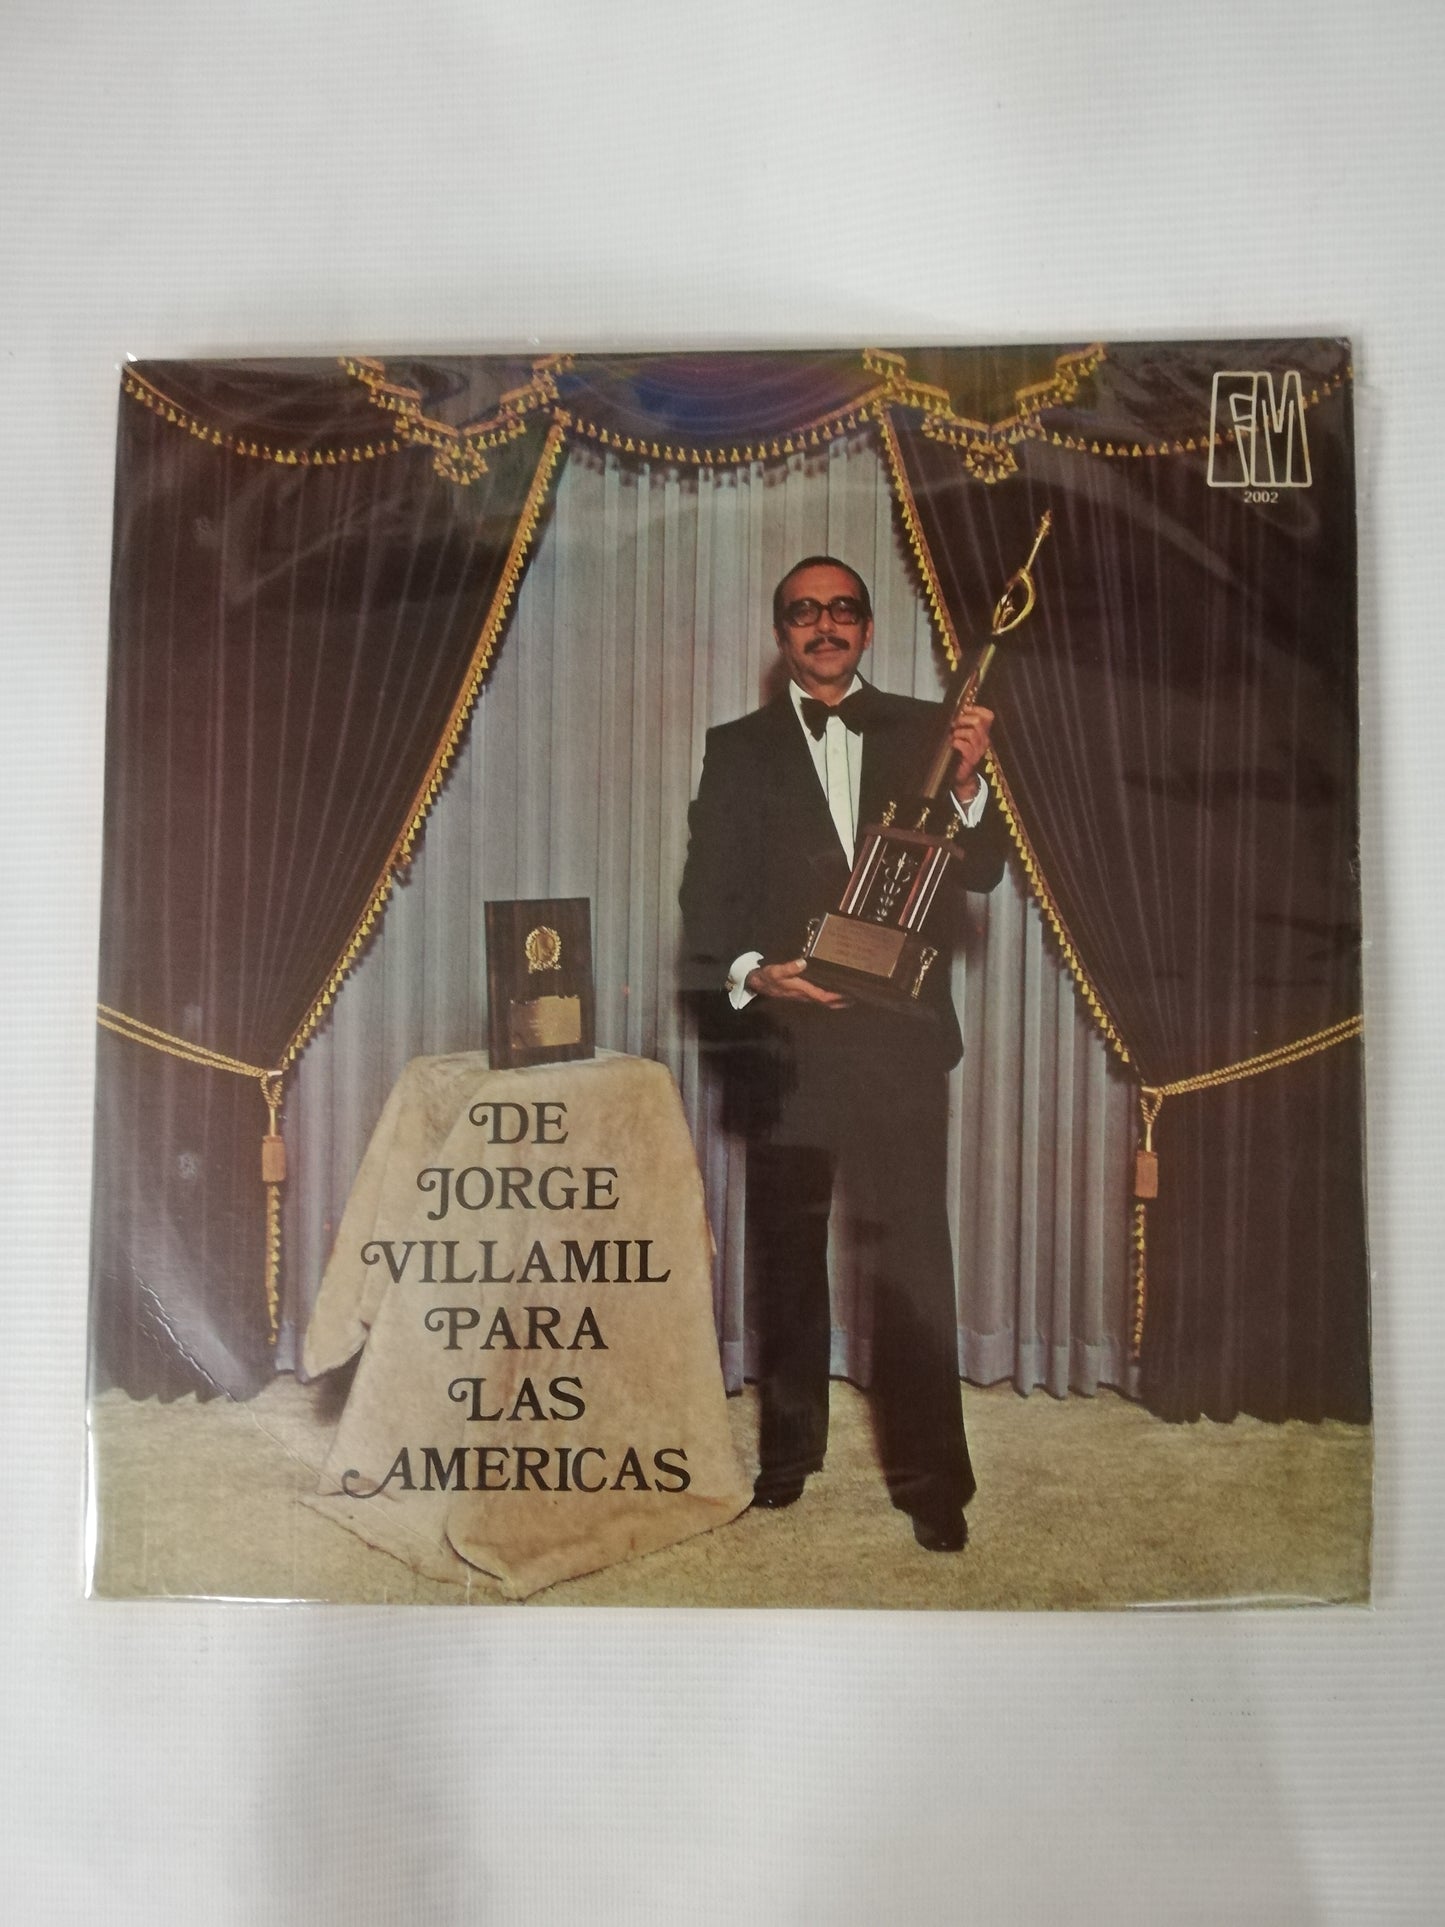 FM
2002
DE
JORGE
VILLAMIL
PARA
LAS
AMERICAS